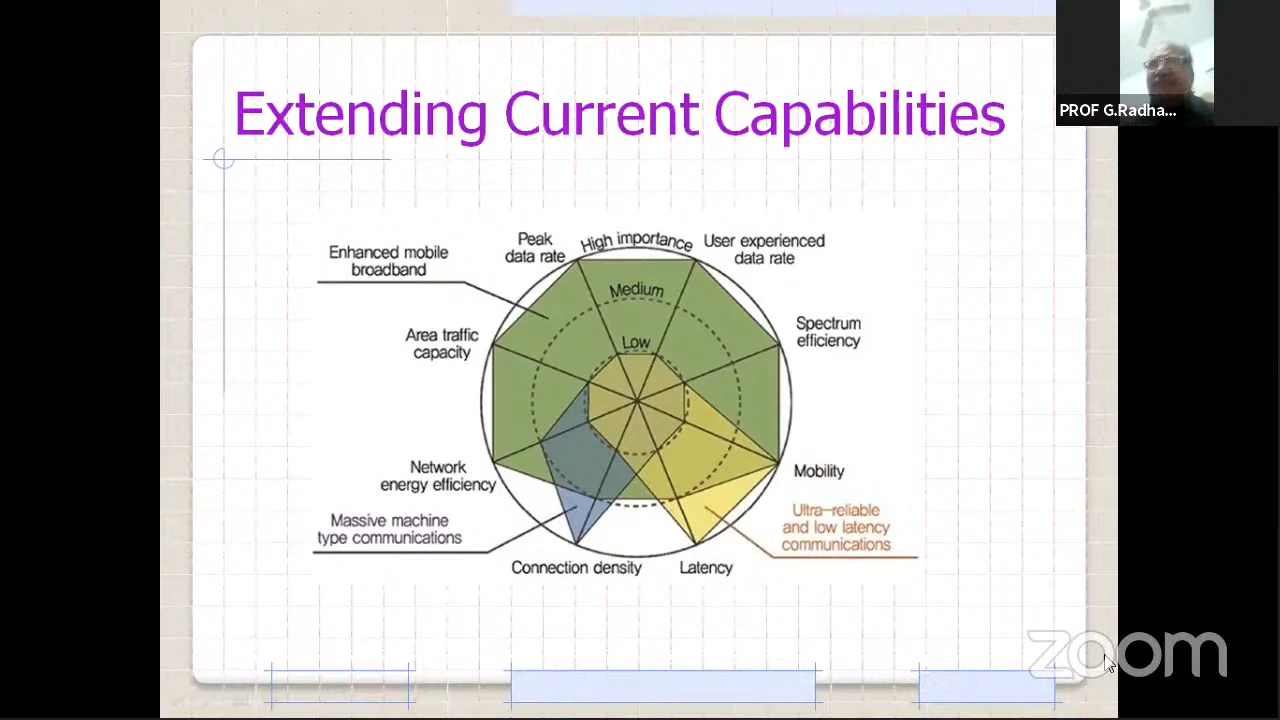 PROF G.Radha...
Extending Current Capabilities
Enhanced mobile
broadband
Peak
data rate
High importance
User experienced
data rate
Medium
Low
Area traffic
capacity
Spectrum
efficiency
Network
energy efficiency
Mobility
Massive machine
type communications
Ultra-reliable
and low latency
communications
Connection density
Latency
zoom